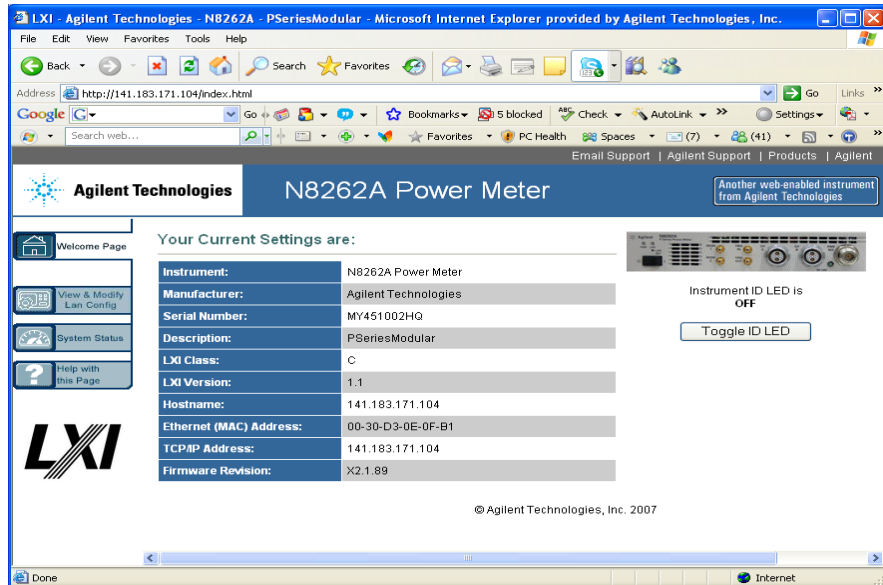 LXI - Agilent Technologies - N8262A - PSeriesModular - Microsoft Internet Explorer provided by Agilent Technologies, Inc.
File Edit View Favorites Tools Help
Back Search Favorites
Address http://141.183.171.104/index.html Go Links »
Google G Go Bookmarks 5 blocked ABC Check AutoLink » Settings
Search web... Favorites PC Health Spaces (7) (41) »
Email Support | Agilent Support | Products | Agilent
Agilent Technologies
N8262A Power Meter
Another web-enabled instrument
from Agilent Technologies
Welcome Page
View & Modify
Lan Config
System Status
Help with
this Page
LXI
Your Current Settings are:
Instrument: N8262A Power Meter
Manufacturer: Agilent Technologies
Serial Number: MY451002HQ
Description: PSeriesModular
LXI Class: C
LXI Version: 1.1
Hostname: 141.183.171.104
Ethernet (MAC) Address: 00-30-D3-0E-0F-B1
TCP/IP Address: 141.183.171.104
Firmware Revision: X2.1.89
Instrument ID LED is
OFF
Toggle ID LED
© Agilent Technologies, Inc. 2007
Done Internet